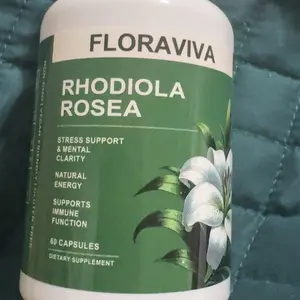 FLORAVIVA
RHODIOLA
ROSEA
STRESS SUPPORT
& MENTAL
CLARITY
NATURAL
ENERGY
SUPPORTS
IMMUNE
FUNCTION
60 CAPSULES
DIETARY SUPPLEMENT